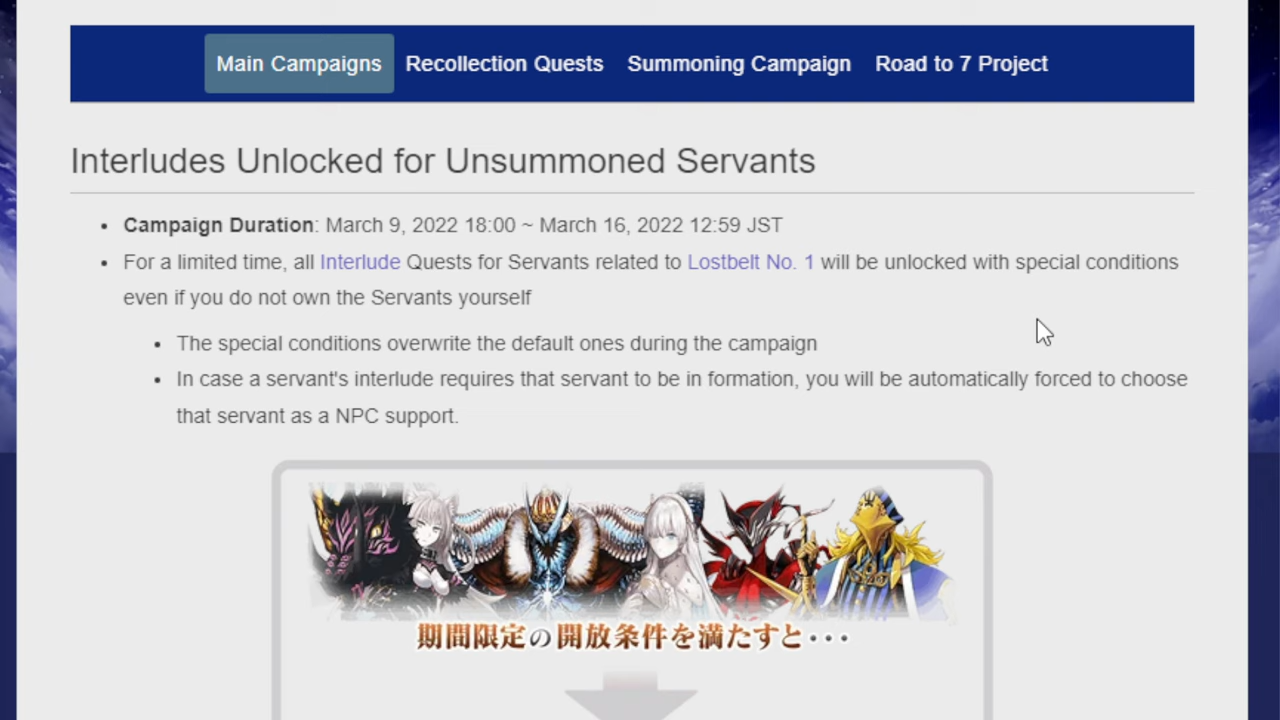 Main Campaigns Recollection Quests Summoning Campaign Road to 7 Project
Interludes Unlocked for Unsummoned Servants
Campaign Duration: March 9, 2022 18:00 ~ March 16, 2022 12:59 JST
For a limited time, all Interlude Quests for Servants related to Lostbelt No. 1 will be unlocked with special conditions
even if you do not own the Servants yourself
The special conditions overwrite the default ones during the campaign
In case a servant's interlude requires that servant to be in formation, you will be automatically forced to choose
that servant as a NPC support.
期間限定の開放条件を満たすと・・・